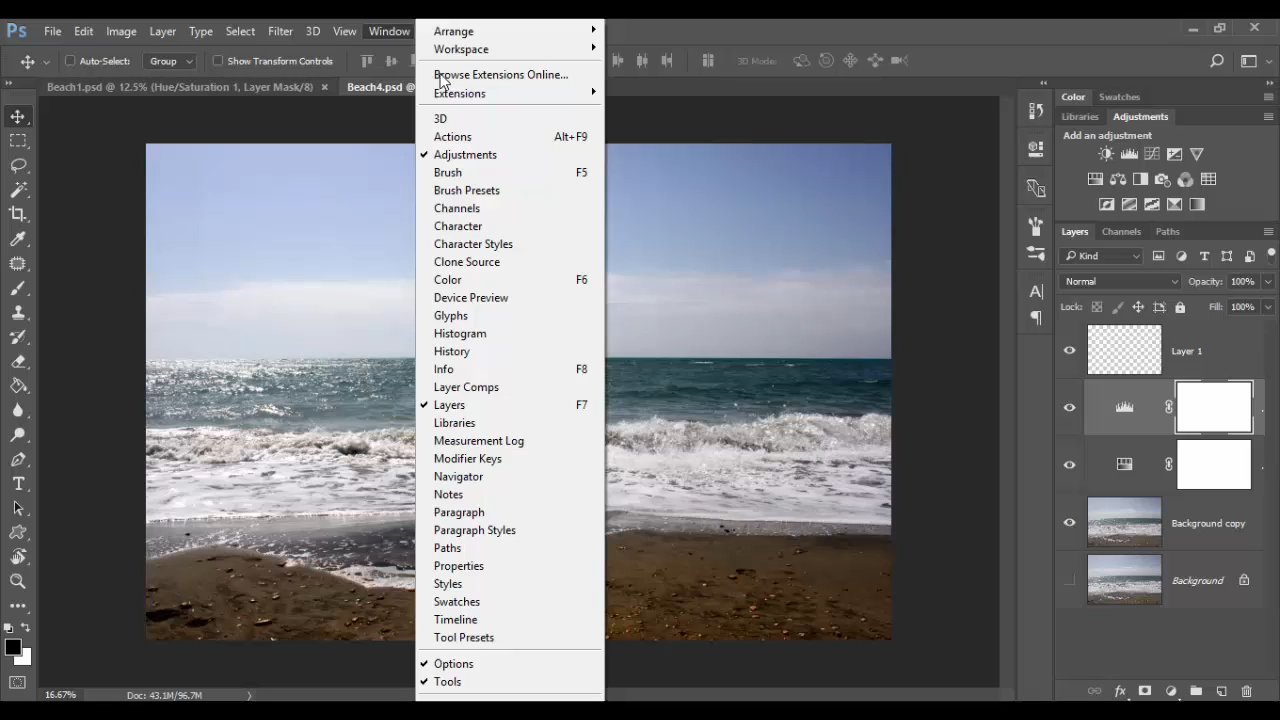 Ps File Edit Image Layer Type Select Filter 3D View Window
Auto-Select: Group Show Transform Controls 3D Mode:
Beach1.psd @ 12.5% (Hue/Saturation 1, Layer Mask/8) × Beach4.psd @
Arrange
Workspace
Browse Extensions Online...
Extensions
3D
Actions Alt+F9
Adjustments
Brush F5
Brush Presets
Channels
Character
Character Styles
Clone Source
Color F6
Device Preview
Glyphs
Histogram
History
Info F8
Layer Comps
Layers F7
Libraries
Measurement Log
Modifier Keys
Navigator
Notes
Paragraph
Paragraph Styles
Paths
Properties
Styles
Swatches
Timeline
Tool Presets
Options
Tools
Color Swatches
Libraries Adjustments
Add an adjustment
Layers Channels Paths
Kind
Normal Opacity: 100%
Lock: Fill: 100%
Layer 1
Background copy
Background
16.67% Doc: 43.1M/96.7M